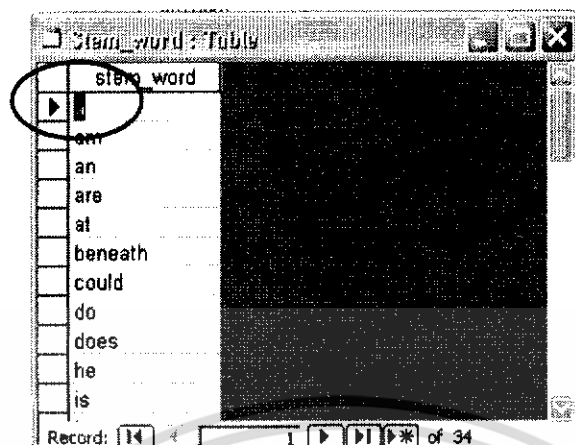 Stem_word : Table
stem_word
am
an
are
at
beneath
could
do
does
he
is
Record: 1 of 34